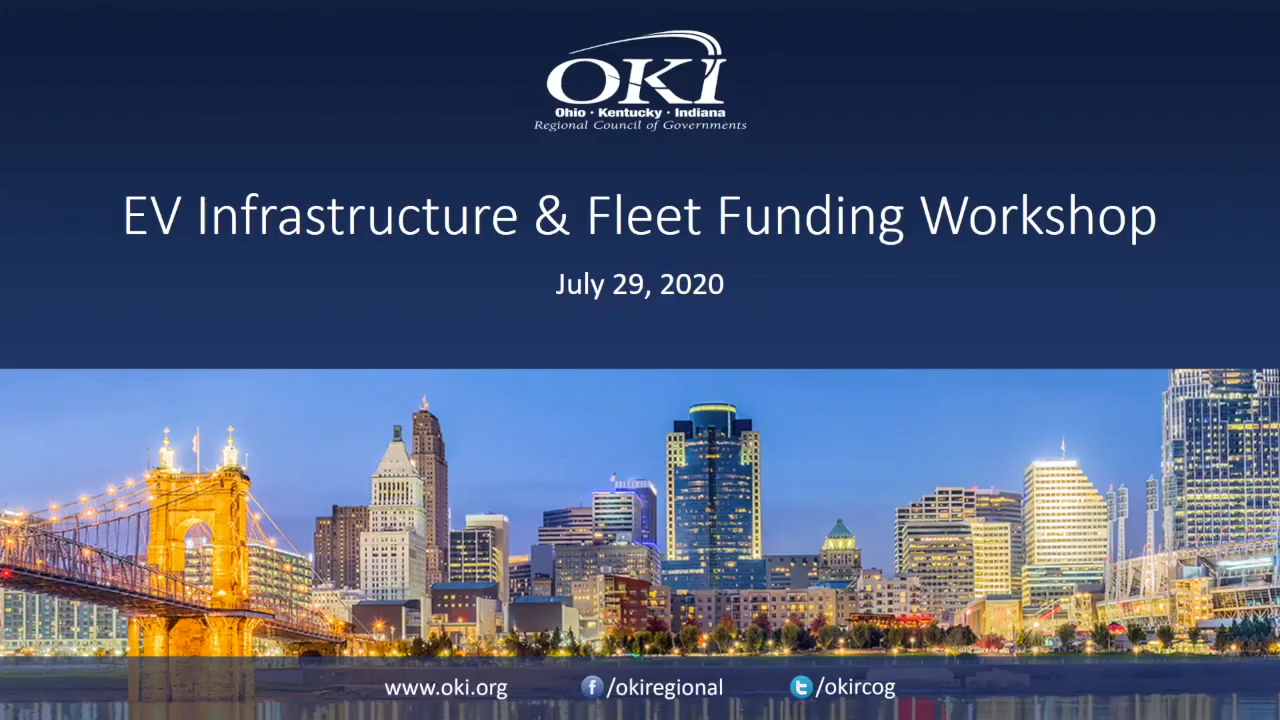 OKI
Ohio · Kentucky · Indiana
Regional Council of Governments
EV Infrastructure & Fleet Funding Workshop
July 29, 2020
www.oki.org
/okiregional
/okircog